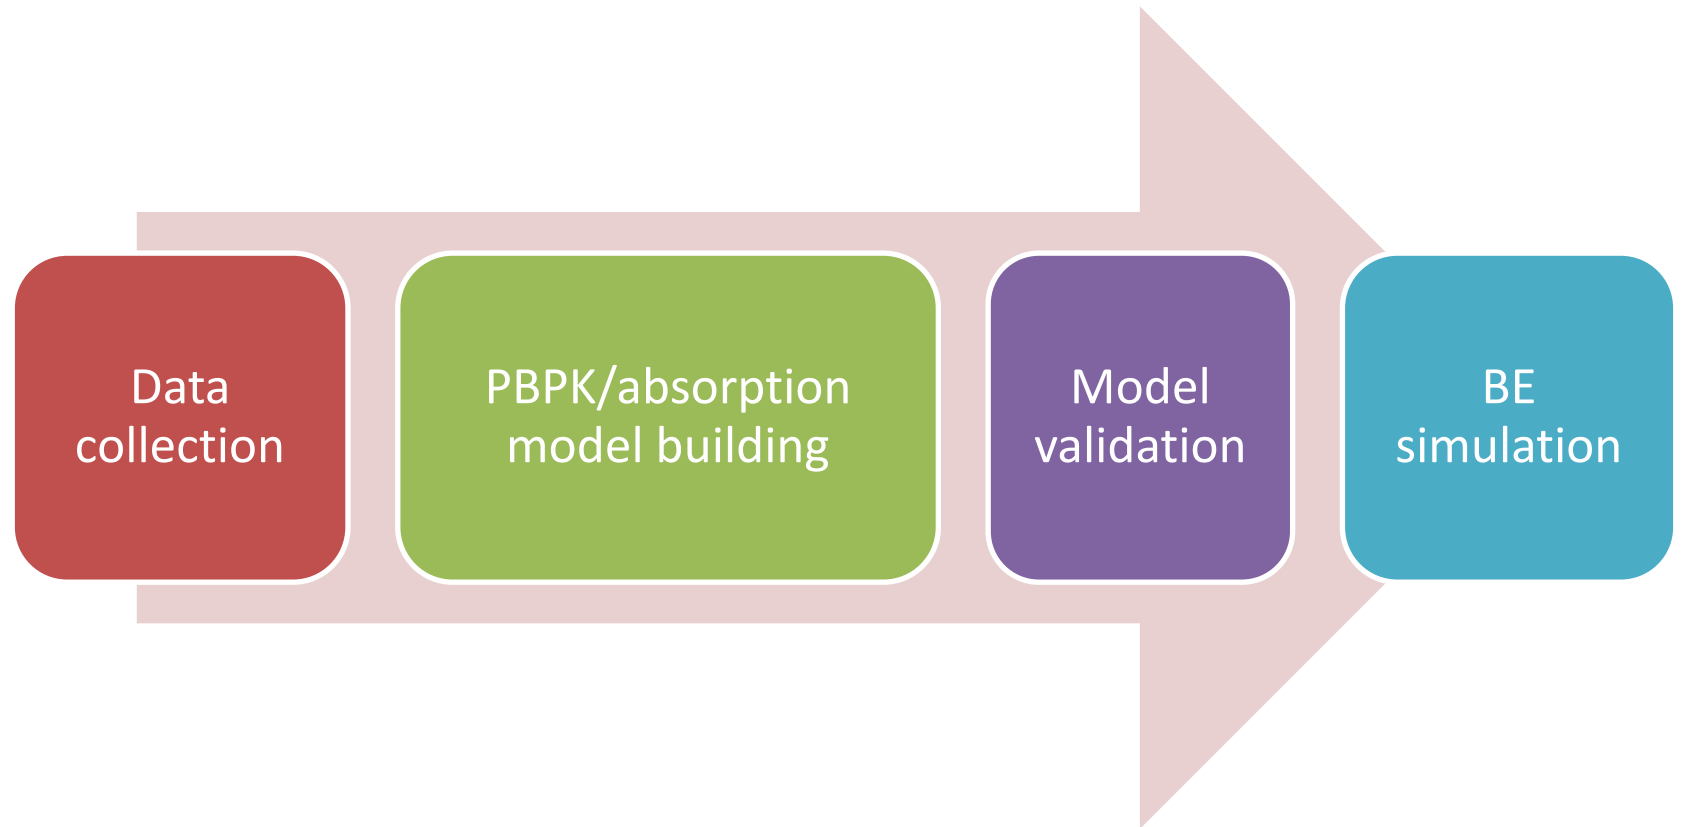 Data
collection
PBPK/absorption
model building
Model
validation
BE
simulation